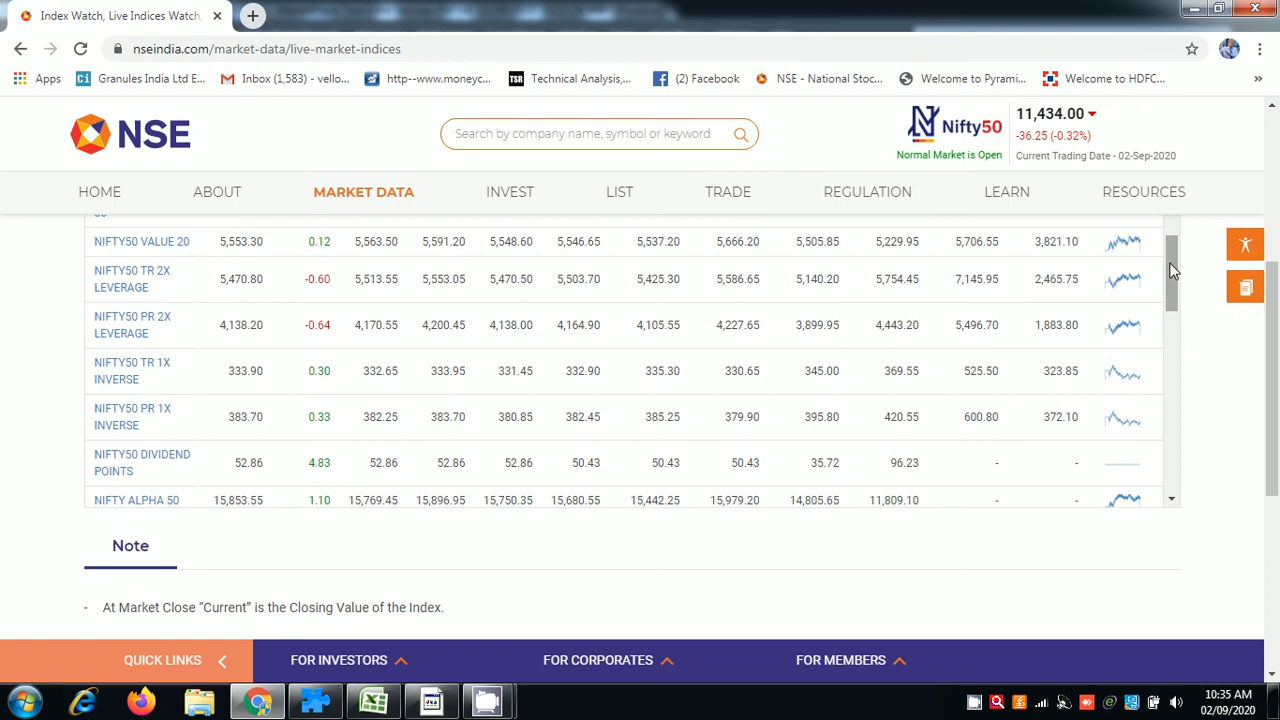 Index Watch, Live Indices Watch,
nseindia.com/market-data/live-market-indices
Apps Granules India Ltd E... Inbox (1,583) - vello... http--www.moneyc... Technical Analysis,... (2) Facebook NSE - National Stoc... Welcome to Pyrami... Welcome to HDFC... »
NSE
Search by company name, symbol or keyword
Nifty50
Normal Market is Open
11,434.00
-36.25 (-0.32%)
Current Trading Date - 02-Sep-2020
HOME ABOUT MARKET DATA INVEST LIST TRADE REGULATION LEARN RESOURCES
NIFTY50 VALUE 20 5,553.30 0.12 5,563.50 5,591.20 5,548.60 5,546.65 5,537.20 5,666.20 5,505.85 5,229.95 5,706.55 3,821.10
NIFTY50 TR 2X
LEVERAGE 5,470.80 -0.60 5,513.55 5,553.05 5,470.50 5,503.70 5,425.30 5,586.65 5,140.20 5,754.45 7,145.95 2,465.75
NIFTY50 PR 2X
LEVERAGE 4,138.20 -0.64 4,170.55 4,200.45 4,138.00 4,164.90 4,105.55 4,227.65 3,899.95 4,443.20 5,496.70 1,883.80
NIFTY50 TR 1X
INVERSE 333.90 0.30 332.65 333.95 331.45 332.90 335.30 330.65 345.00 369.55 525.50 323.85
NIFTY50 PR 1X
INVERSE 383.70 0.33 382.25 383.70 380.85 382.45 385.25 379.90 395.80 420.55 600.80 372.10
NIFTY50 DIVIDEND
POINTS 52.86 4.83 52.86 52.86 52.86 50.43 50.43 50.43 35.72 96.23 - -
NIFTY ALPHA 50 15,853.55 1.10 15,769.45 15,896.95 15,750.35 15,680.55 15,442.25 15,979.20 14,805.65 11,809.10 - -
Note
- At Market Close “Current” is the Closing Value of the Index.
QUICK LINKS FOR INVESTORS FOR CORPORATES FOR MEMBERS
10:35 AM
02/09/2020